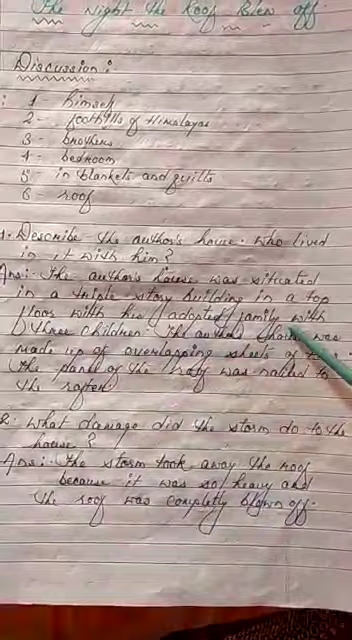 The Night the Roof Blew off.
Discussion :
1 - himself
2 - foothills of Himalayas
3 - brothers
4 - bedroom
5 in blankets and quilts
6 - roof
1. Describe the author's house. who lived
in it with him?
Ans:- The author's house was situated
in a triple story building in a top
floor with his adopted family with
three children. The author was
made up of overlapping sheets of
the of the roof was nailed to
the rafter.
2. What damage did the storm do to the
house ?
Ans:- The storm took away the roof
because it was so heavy and
the roof was completly blown off.